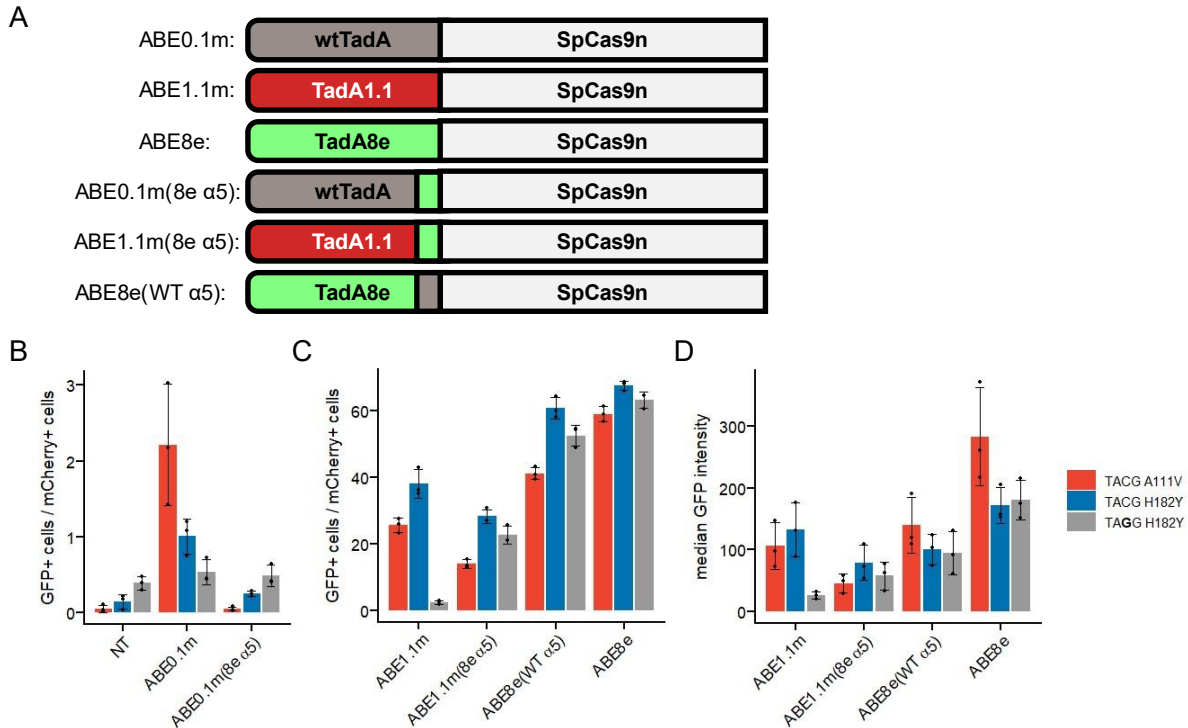 A
ABE0.1m: wtTadA SpCas9n
ABE1.1m: TadA1.1 SpCas9n
ABE8e: TadA8e SpCas9n
ABE0.1m(8e α5): wtTadA SpCas9n
ABE1.1m(8e α5): TadA1.1 SpCas9n
ABE8e(WT α5): TadA8e SpCas9n
B
GFP+ cells / mCherry+ cells
3
2
1
0
NT
ABE0.1m
ABE0.1m(8e α5)
C
GFP+ cells / mCherry+ cells
60
40
20
0
ABE1.1m
ABE1.1m(8e α5)
ABE8e(WT α5)
ABE8e
D
median GFP intensity
300
200
100
0
ABE1.1m
ABE1.1m(8e α5)
ABE8e(WT α5)
ABE8e
TACG A111V
TACG H182Y
TAGG H182Y